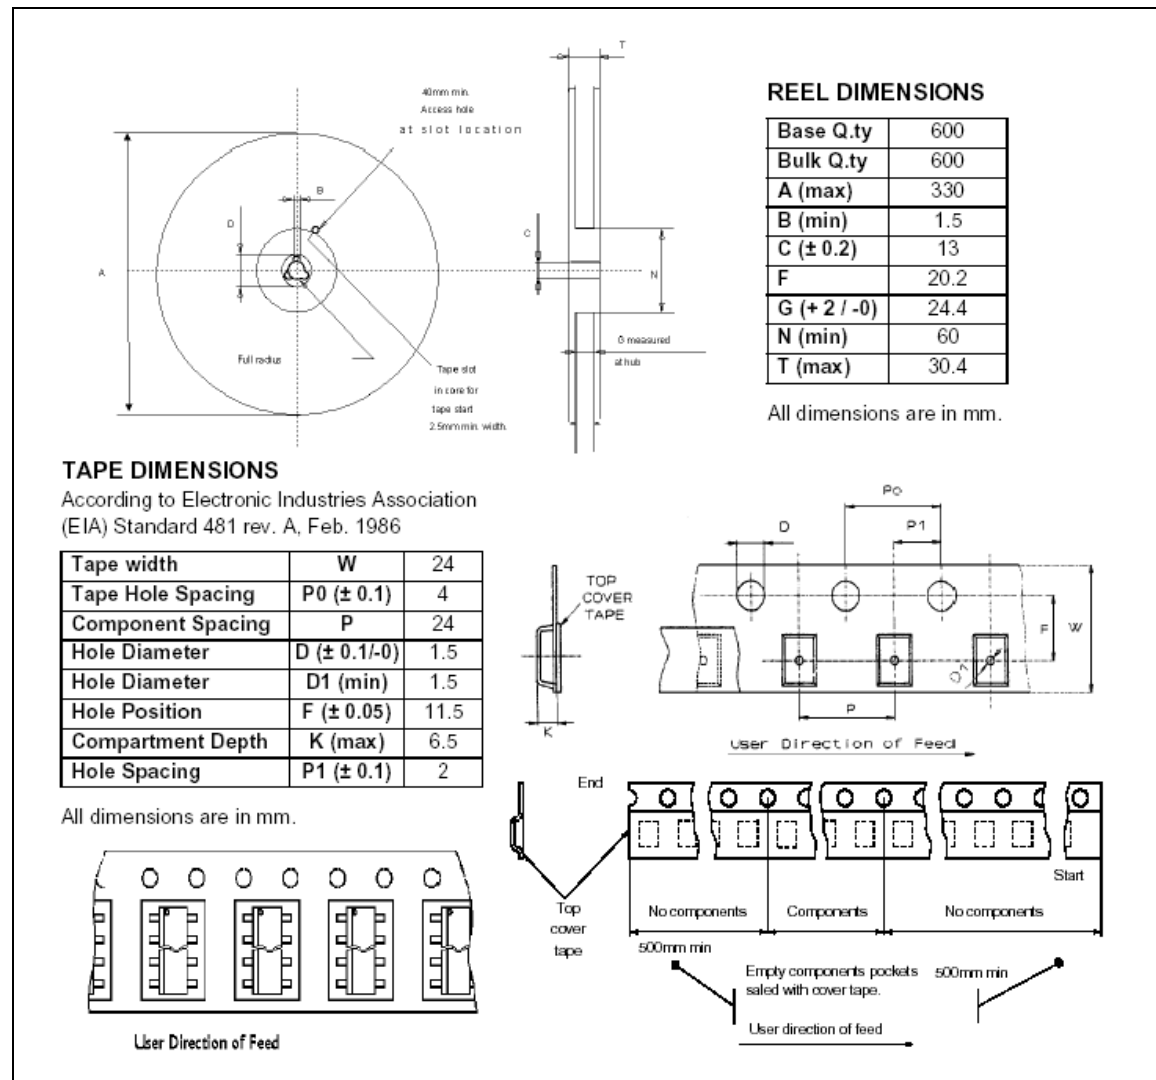 T
40mm min.
Access hole
at slot location
B
D
C
A
N
G measured
at hub
Full radius
Tape slot
in core for
tape start
2.5mm min. width.
REEL DIMENSIONS
Base Q.ty 600
Bulk Q.ty 600
A (max) 330
B (min) 1.5
C (± 0.2) 13
F 20.2
G (+ 2 / -0) 24.4
N (min) 60
T (max) 30.4
All dimensions are in mm.
TAPE DIMENSIONS
According to Electronic Industries Association
(EIA) Standard 481 rev. A, Feb. 1986
Tape width W 24
Tape Hole Spacing P0 (± 0.1) 4
Component Spacing P 24
Hole Diameter D (± 0.1/-0) 1.5
Hole Diameter D1 (min) 1.5
Hole Position F (± 0.05) 11.5
Compartment Depth K (max) 6.5
Hole Spacing P1 (± 0.1) 2
All dimensions are in mm.
P0
D
P1
TOP
COVER
TAPE
F
W
D1
K
P
User Direction of Feed
End
Start
Top
cover
tape
No components
Components
No components
500mm min
Empty components pockets
saled with cover tape.
500mm min
User direction of feed
User Direction of Feed